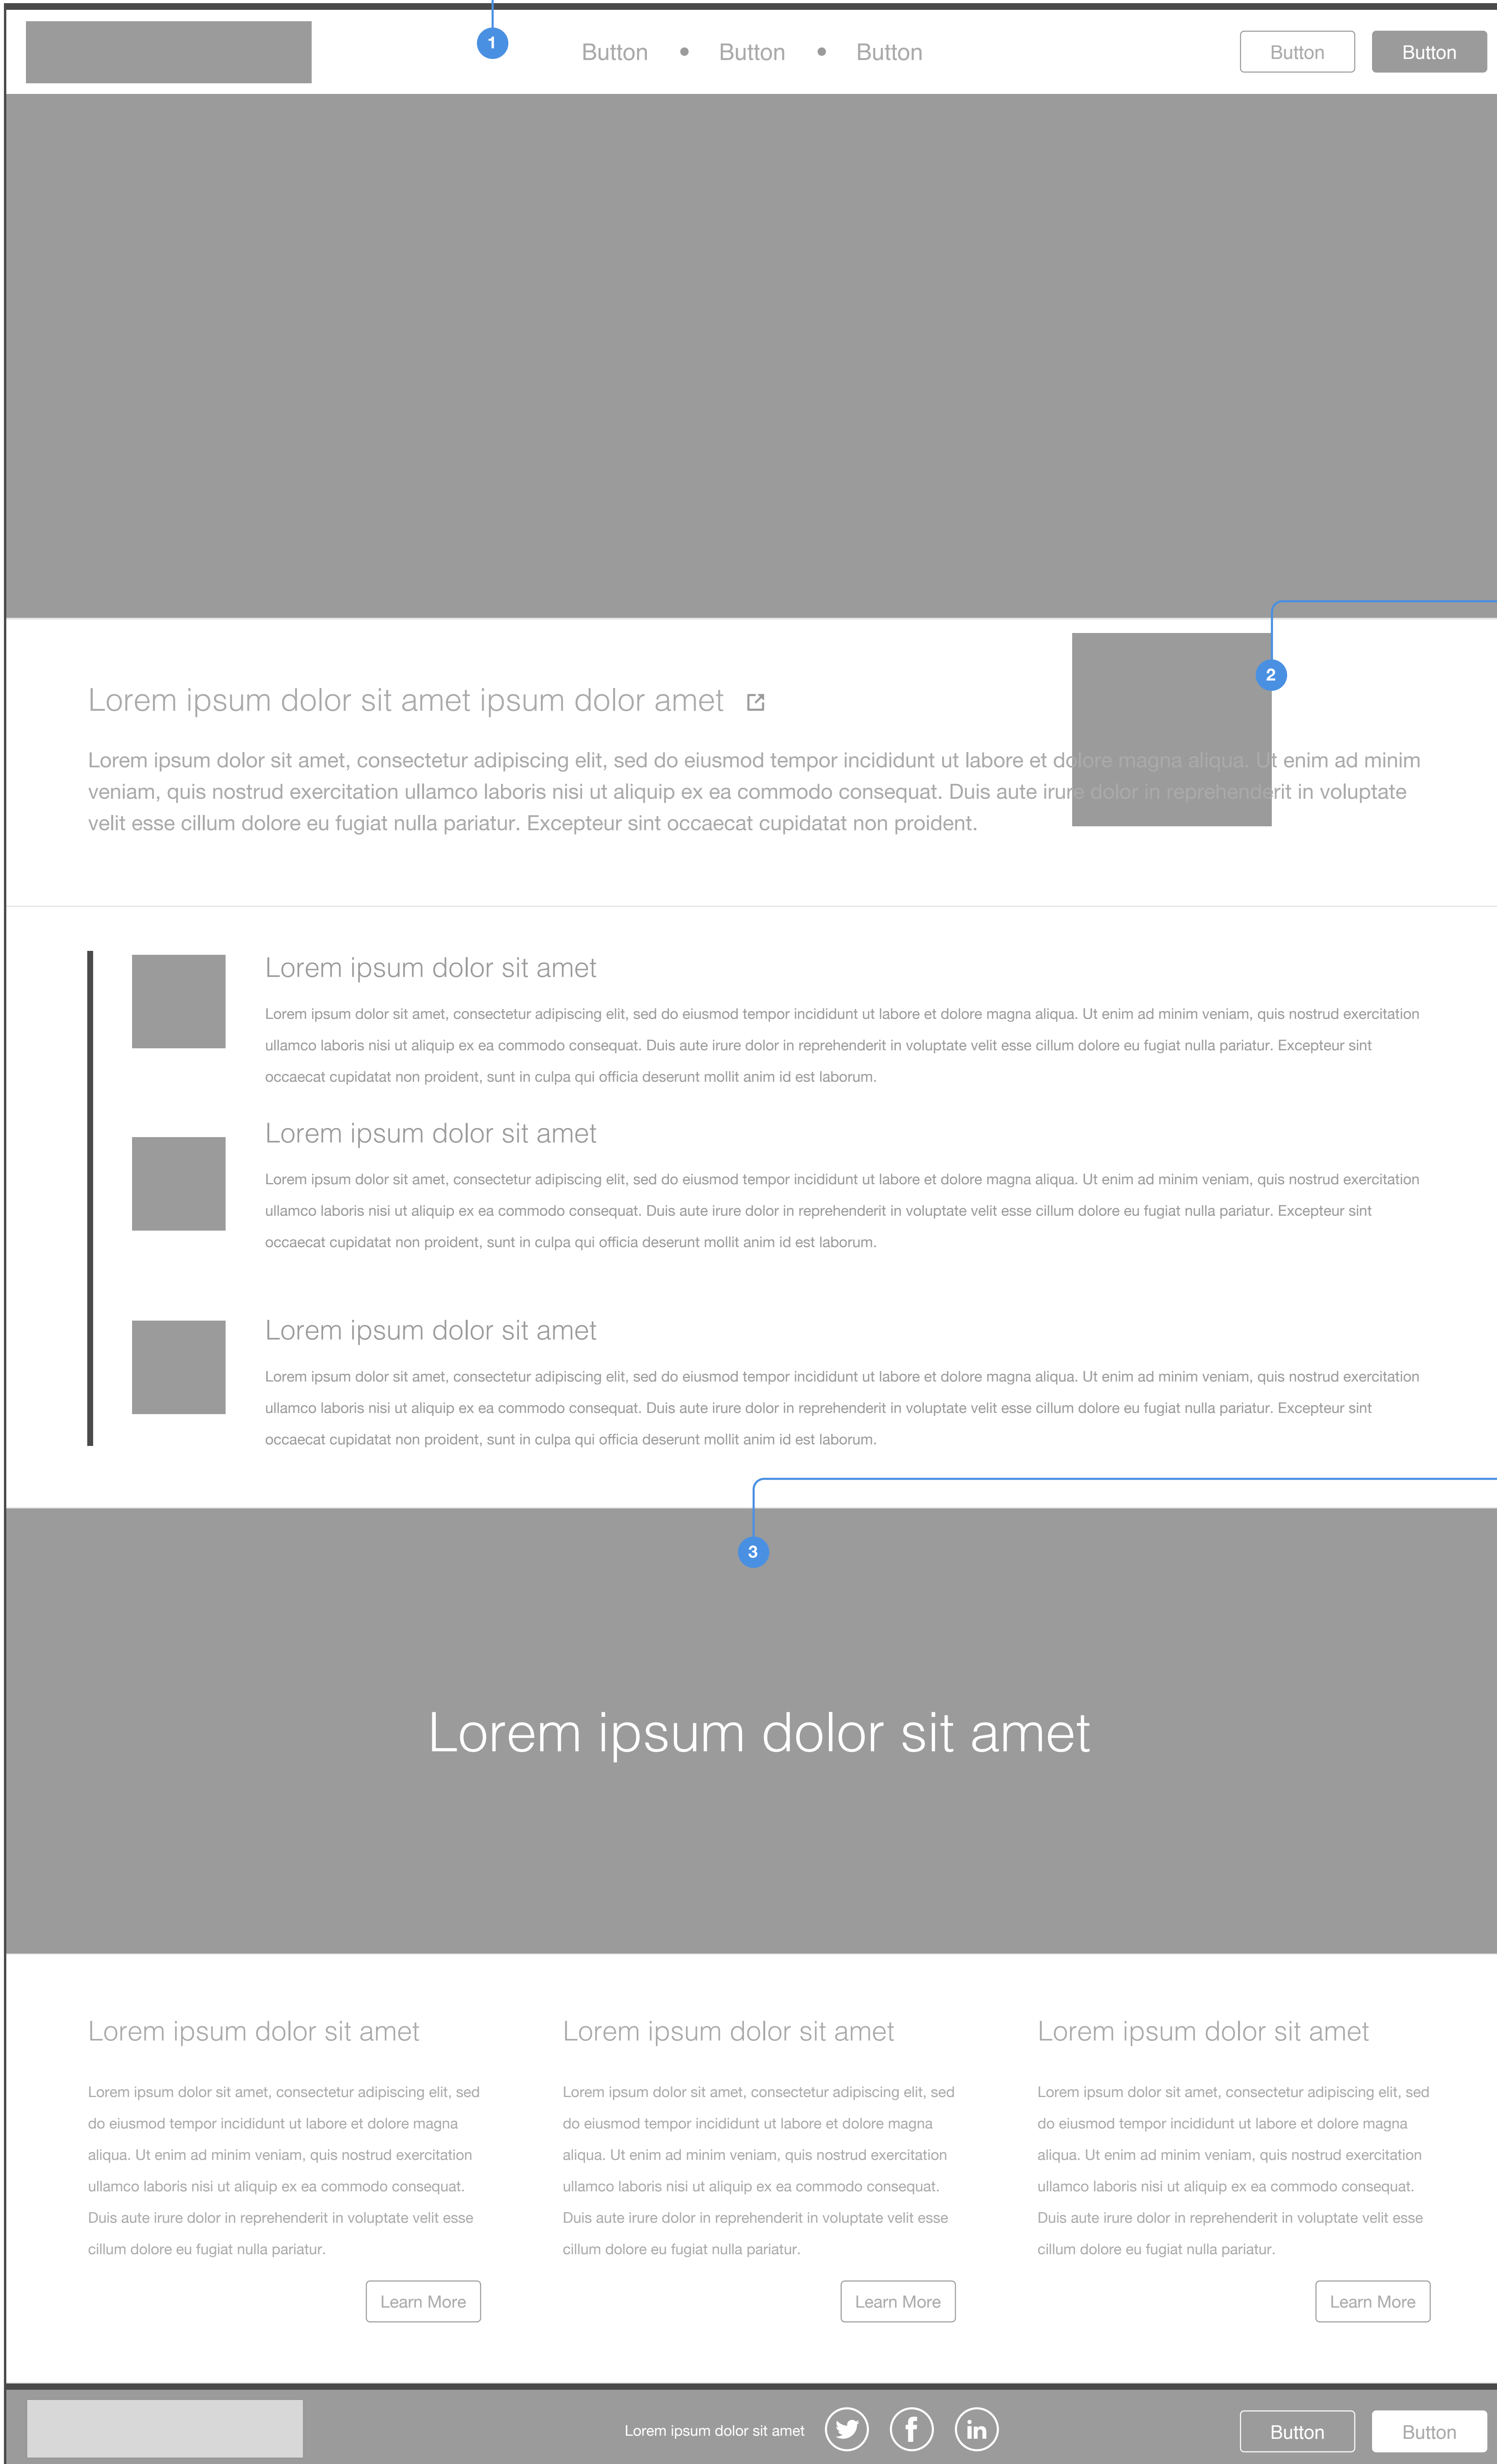 1
Button • Button • Button
Button
Button
2
Lorem ipsum dolor sit amet ipsum dolor amet
Lorem ipsum dolor sit amet, consectetur adipiscing elit, sed do eiusmod tempor incididunt ut labore et dolore magna aliqua. Ut enim ad minim
veniam, quis nostrud exercitation ullamco laboris nisi ut aliquip ex ea commodo consequat. Duis aute irure dolor in reprehenderit in voluptate
velit esse cillum dolore eu fugiat nulla pariatur. Excepteur sint occaecat cupidatat non proident.
Lorem ipsum dolor sit amet
Lorem ipsum dolor sit amet, consectetur adipiscing elit, sed do eiusmod tempor incididunt ut labore et dolore magna aliqua. Ut enim ad minim veniam, quis nostrud exercitation
ullamco laboris nisi ut aliquip ex ea commodo consequat. Duis aute irure dolor in reprehenderit in voluptate velit esse cillum dolore eu fugiat nulla pariatur. Excepteur sint
occaecat cupidatat non proident, sunt in culpa qui officia deserunt mollit anim id est laborum.
Lorem ipsum dolor sit amet
Lorem ipsum dolor sit amet, consectetur adipiscing elit, sed do eiusmod tempor incididunt ut labore et dolore magna aliqua. Ut enim ad minim veniam, quis nostrud exercitation
ullamco laboris nisi ut aliquip ex ea commodo consequat. Duis aute irure dolor in reprehenderit in voluptate velit esse cillum dolore eu fugiat nulla pariatur. Excepteur sint
occaecat cupidatat non proident, sunt in culpa qui officia deserunt mollit anim id est laborum.
Lorem ipsum dolor sit amet
Lorem ipsum dolor sit amet, consectetur adipiscing elit, sed do eiusmod tempor incididunt ut labore et dolore magna aliqua. Ut enim ad minim veniam, quis nostrud exercitation
ullamco laboris nisi ut aliquip ex ea commodo consequat. Duis aute irure dolor in reprehenderit in voluptate velit esse cillum dolore eu fugiat nulla pariatur. Excepteur sint
occaecat cupidatat non proident, sunt in culpa qui officia deserunt mollit anim id est laborum.
3
Lorem ipsum dolor sit amet
Lorem ipsum dolor sit amet
Lorem ipsum dolor sit amet, consectetur adipiscing elit, sed
do eiusmod tempor incididunt ut labore et dolore magna
aliqua. Ut enim ad minim veniam, quis nostrud exercitation
ullamco laboris nisi ut aliquip ex ea commodo consequat.
Duis aute irure dolor in reprehenderit in voluptate velit esse
cillum dolore eu fugiat nulla pariatur.
Learn More
Lorem ipsum dolor sit amet
Lorem ipsum dolor sit amet, consectetur adipiscing elit, sed
do eiusmod tempor incididunt ut labore et dolore magna
aliqua. Ut enim ad minim veniam, quis nostrud exercitation
ullamco laboris nisi ut aliquip ex ea commodo consequat.
Duis aute irure dolor in reprehenderit in voluptate velit esse
cillum dolore eu fugiat nulla pariatur.
Learn More
Lorem ipsum dolor sit amet
Lorem ipsum dolor sit amet, consectetur adipiscing elit, sed
do eiusmod tempor incididunt ut labore et dolore magna
aliqua. Ut enim ad minim veniam, quis nostrud exercitation
ullamco laboris nisi ut aliquip ex ea commodo consequat.
Duis aute irure dolor in reprehenderit in voluptate velit esse
cillum dolore eu fugiat nulla pariatur.
Learn More
Lorem ipsum dolor sit amet
f
in
Button
Button